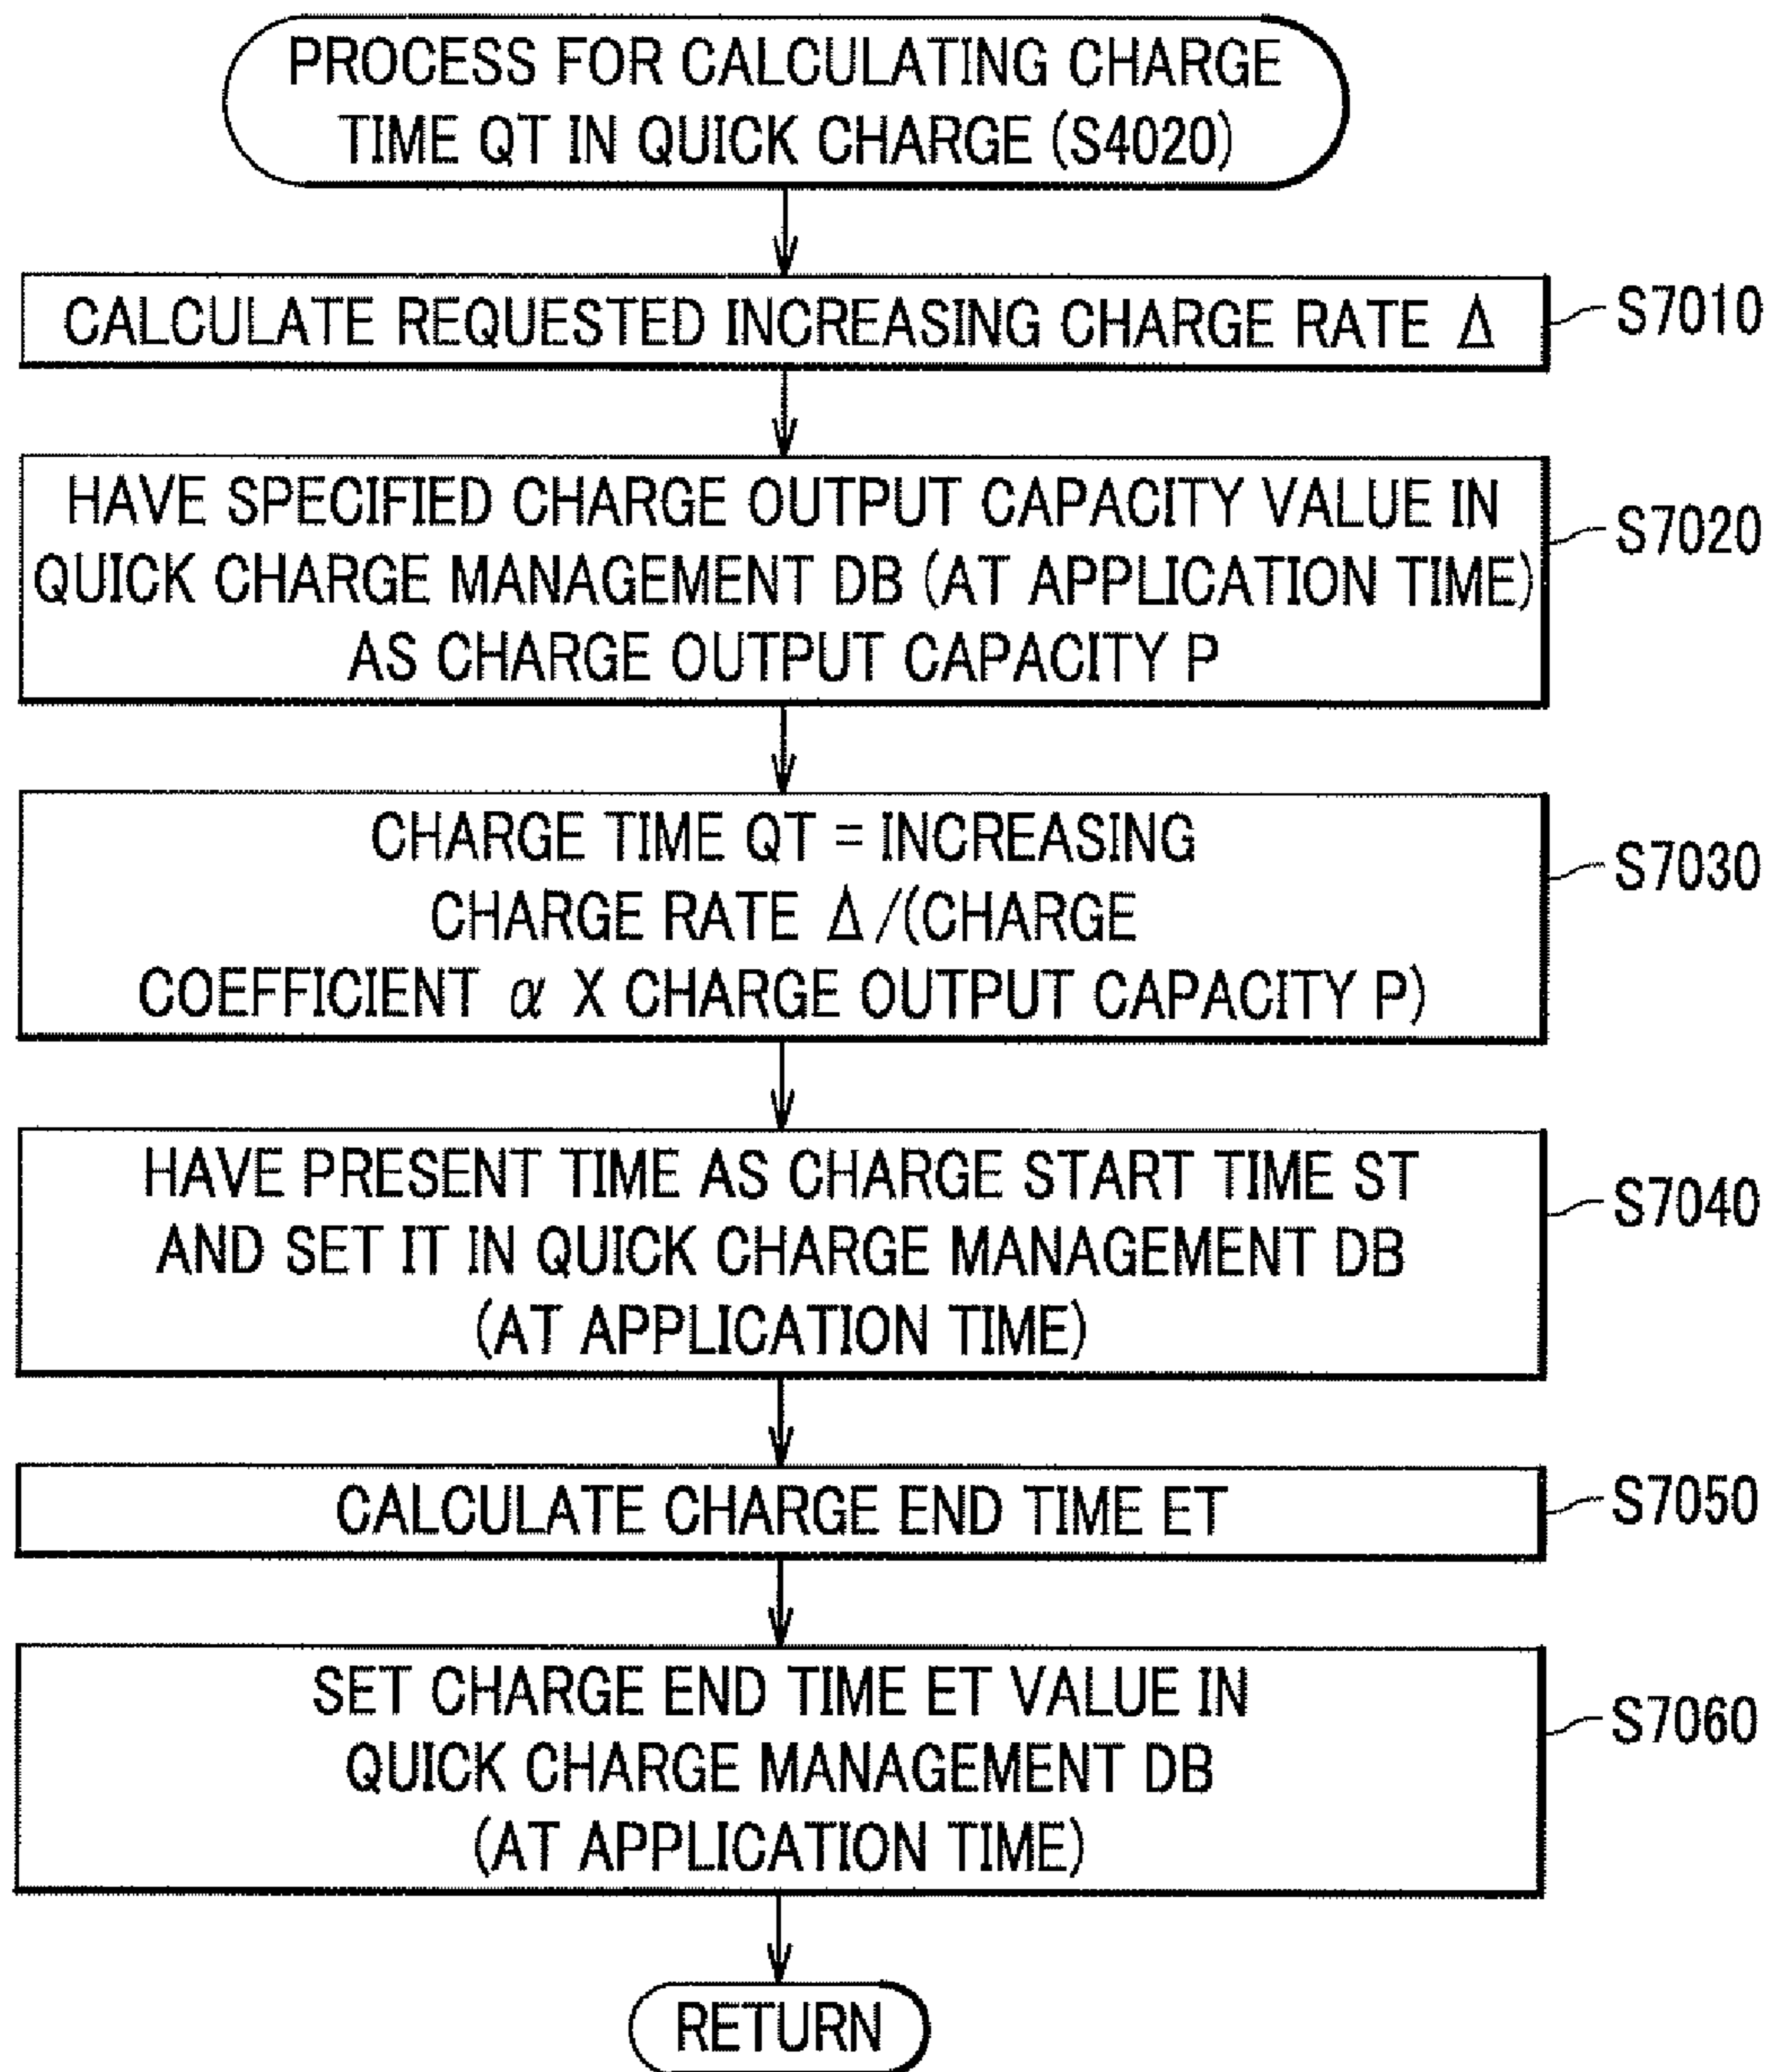 PROCESS FOR CALCULATING CHARGE
TIME QT IN QUICK CHARGE (S4020)
CALCULATE REQUESTED INCREASING CHARGE RATE Δ
S7010
HAVE SPECIFIED CHARGE OUTPUT CAPACITY VALUE IN
QUICK CHARGE MANAGEMENT DB (AT APPLICATION TIME)
AS CHARGE OUTPUT CAPACITY P
S7020
CHARGE TIME QT = INCREASING
CHARGE RATE Δ/(CHARGE
COEFFICIENT α X CHARGE OUTPUT CAPACITY P)
S7030
HAVE PRESENT TIME AS CHARGE START TIME ST
AND SET IT IN QUICK CHARGE MANAGEMENT DB
(AT APPLICATION TIME)
S7040
CALCULATE CHARGE END TIME ET
S7050
SET CHARGE END TIME ET VALUE IN
QUICK CHARGE MANAGEMENT DB
(AT APPLICATION TIME)
S7060
RETURN